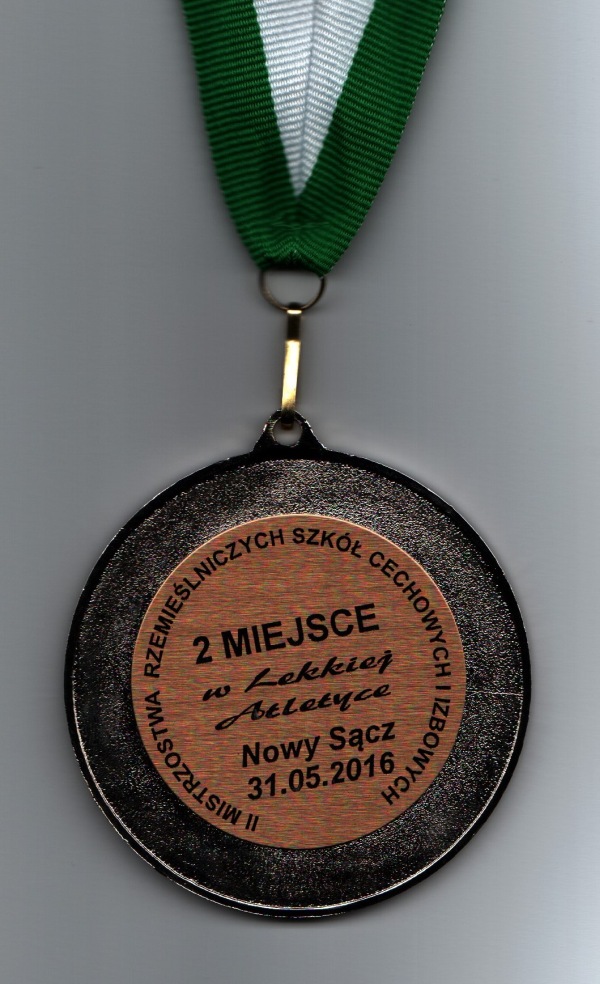 II MISTRZOSTWA RZEMIEŚLNICZYCH SZKÓŁ CECHOWYCH I IZBOWYCH
2 MIEJSCE
w Lekkiej
Atletyce
Nowy Sącz
31.05.2016